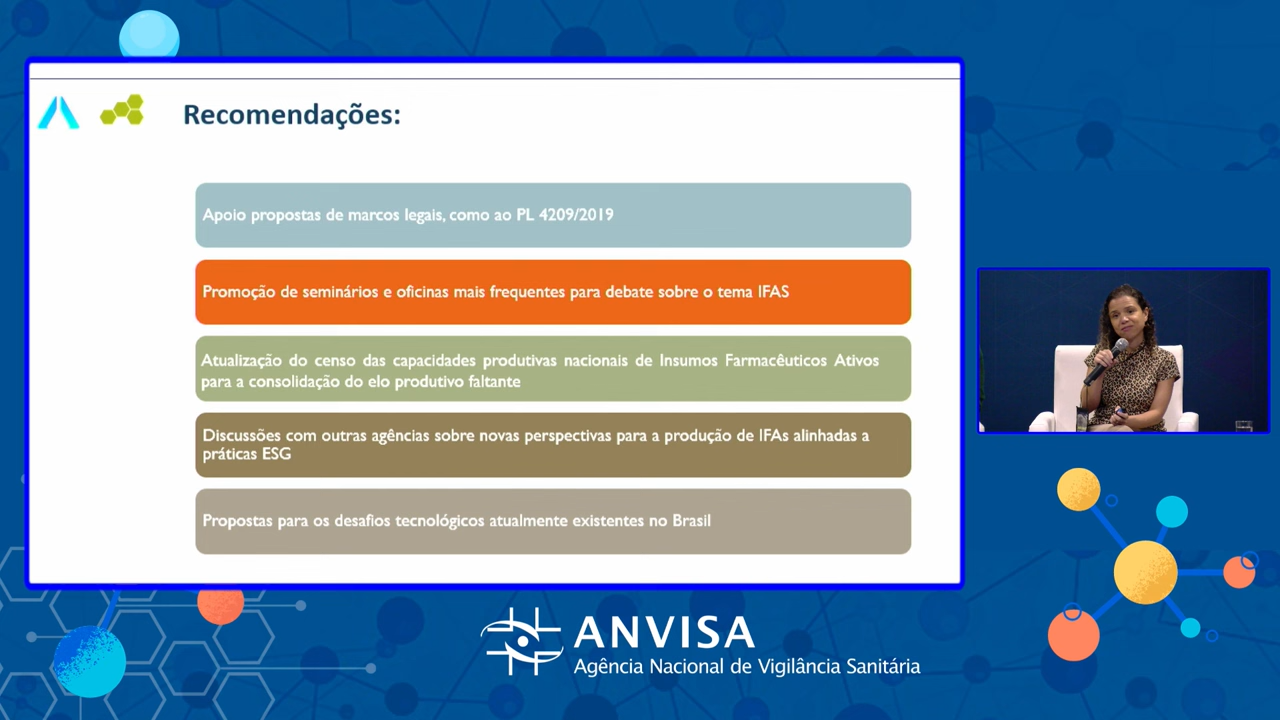 Recomendações:
Apoio propostas de marcos legais, como ao PL 4209/2019
Promoção de seminários e oficinas mais frequentes para debate sobre o tema IFAS
Atualização do censo das capacidades produtivas nacionais de Insumos Farmacêuticos Ativos
para a consolidação do elo produtivo faltante
Discussões com outras agências sobre novas perspectivas para a produção de IFAs alinhadas a
práticas ESG
Propostas para os desafios tecnológicos atualmente existentes no Brasil
ANVISA
Agência Nacional de Vigilância Sanitária